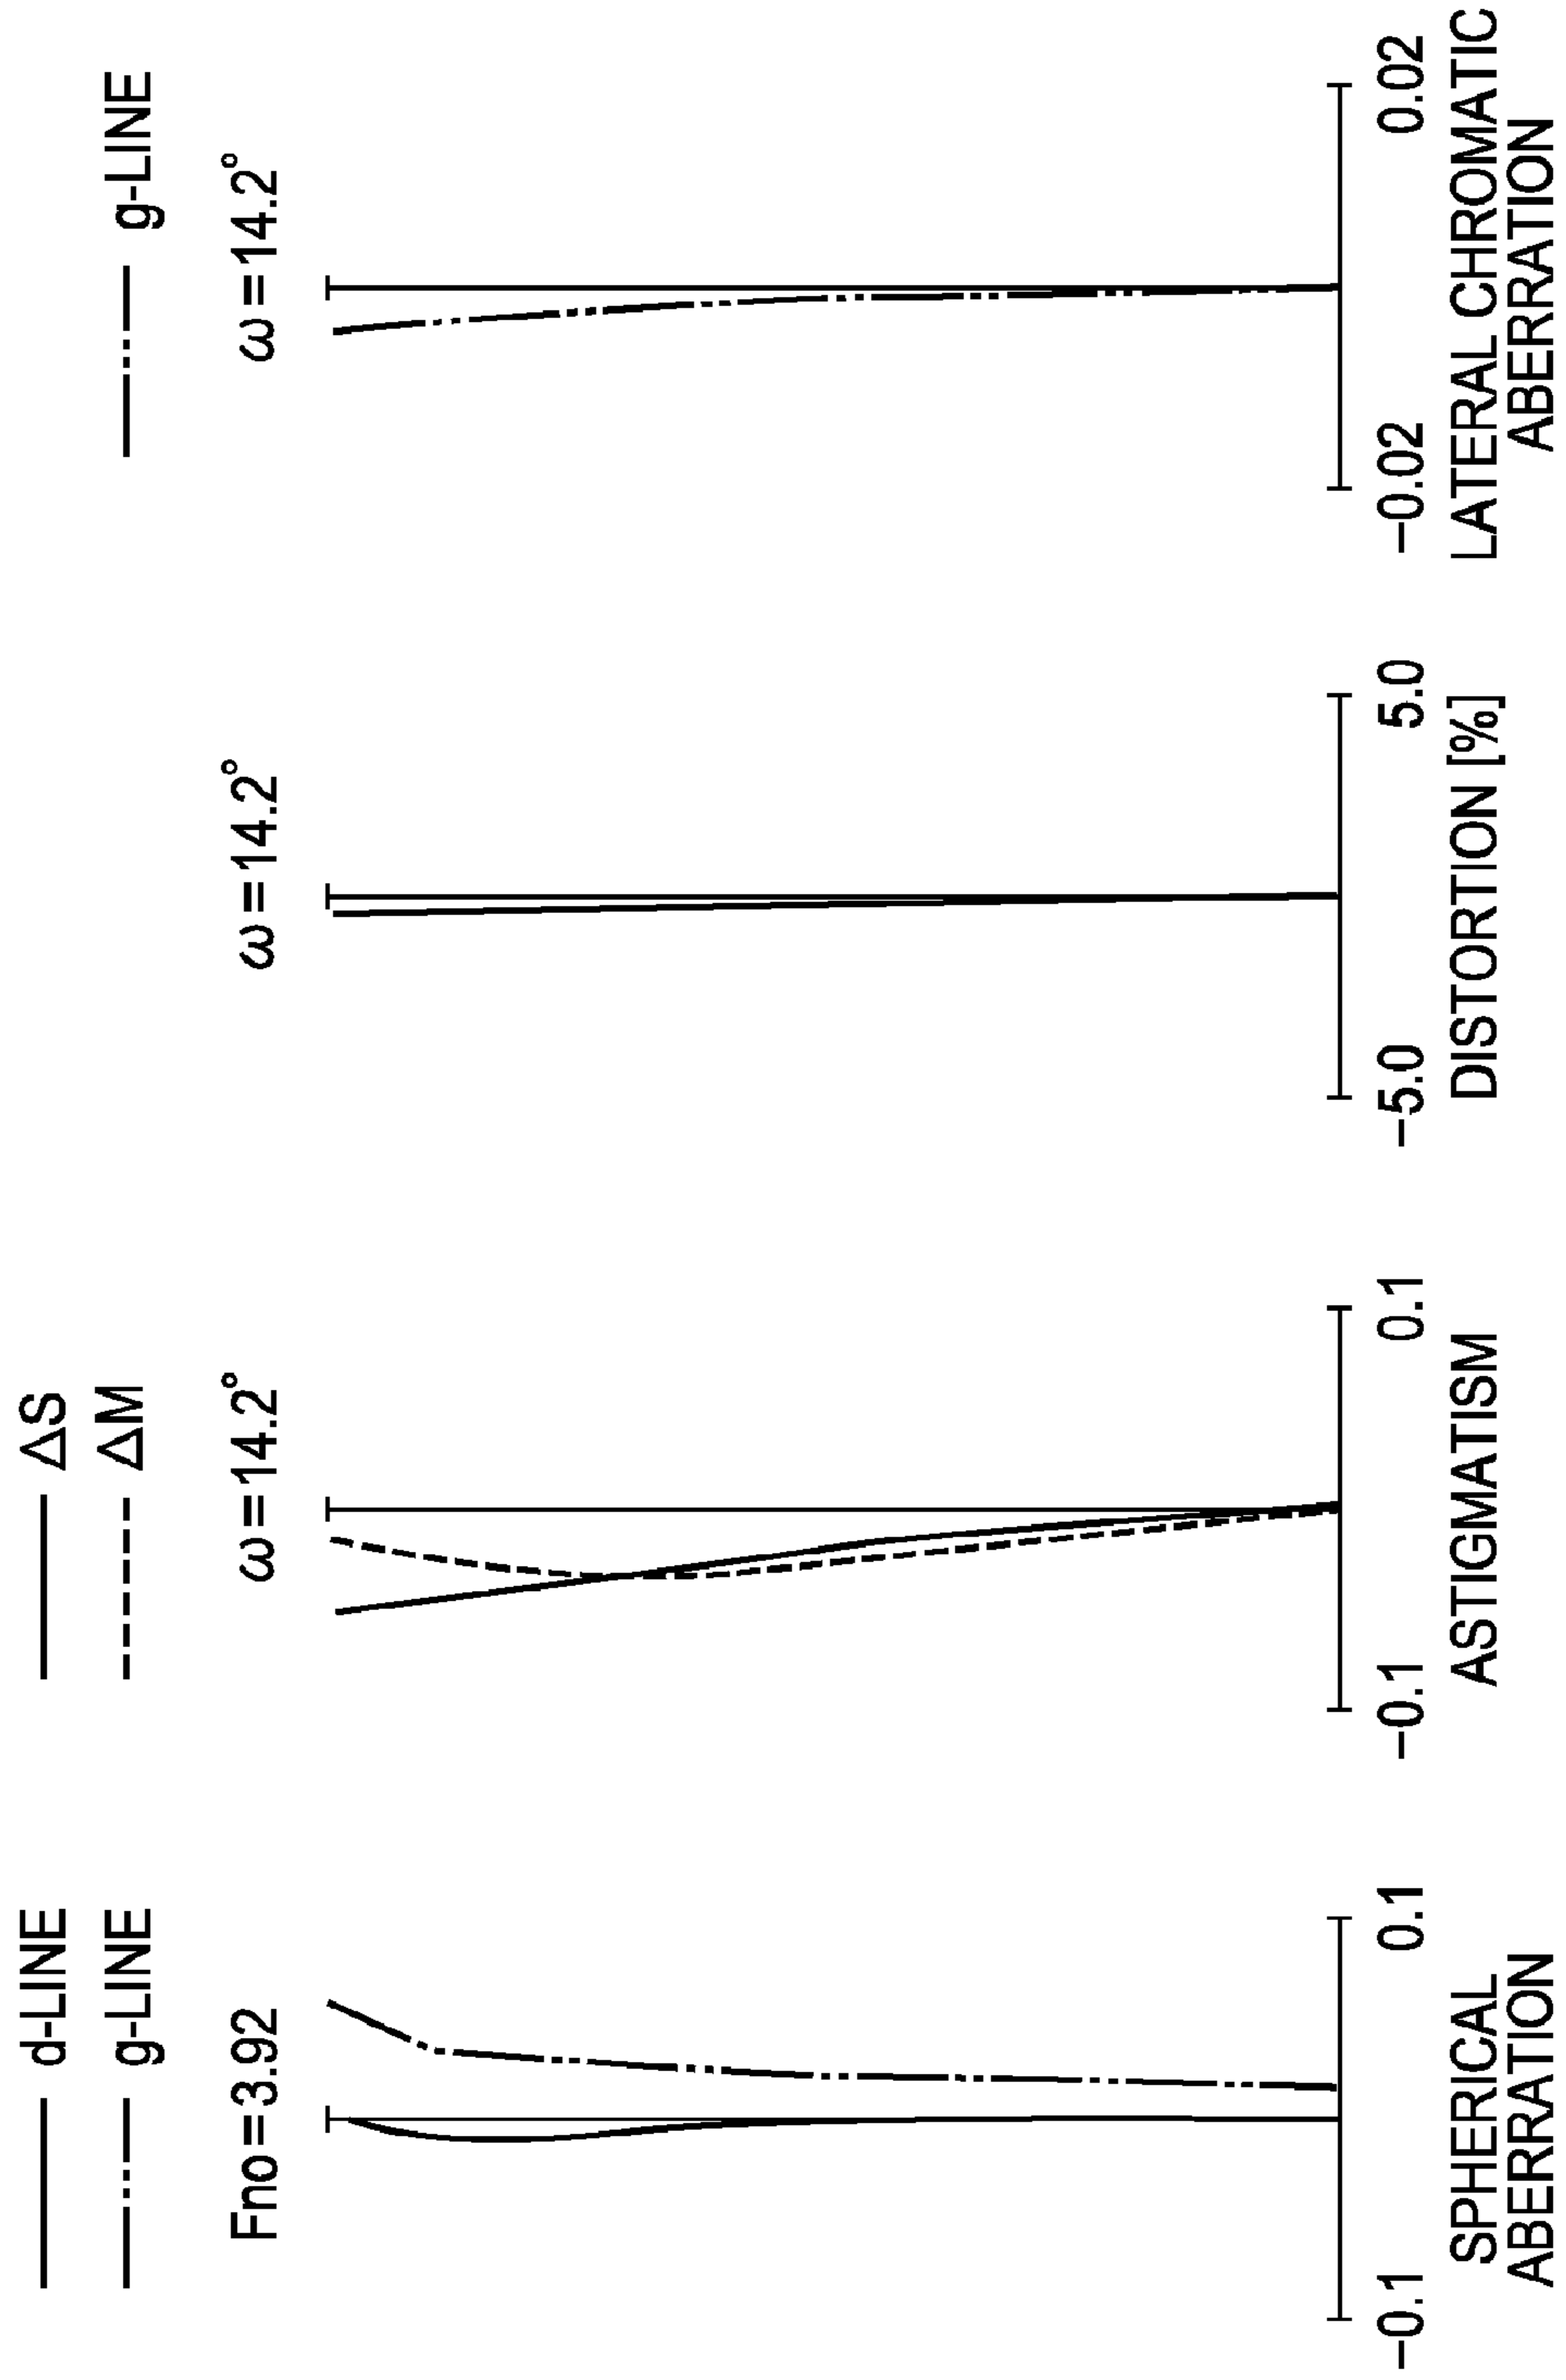 d-LINE
g-LINE
Fno=3.92
-0.1
0.1
SPHERICAL
ABERRATION
ΔS
ΔM
ω=14.2°
-0.1
0.1
ASTIGMATISM
ω=14.2°
-5.0
5.0
DISTORTION [%]
g-LINE
ω=14.2°
-0.02
0.02
LATERAL CHROMATIC
ABERRATION